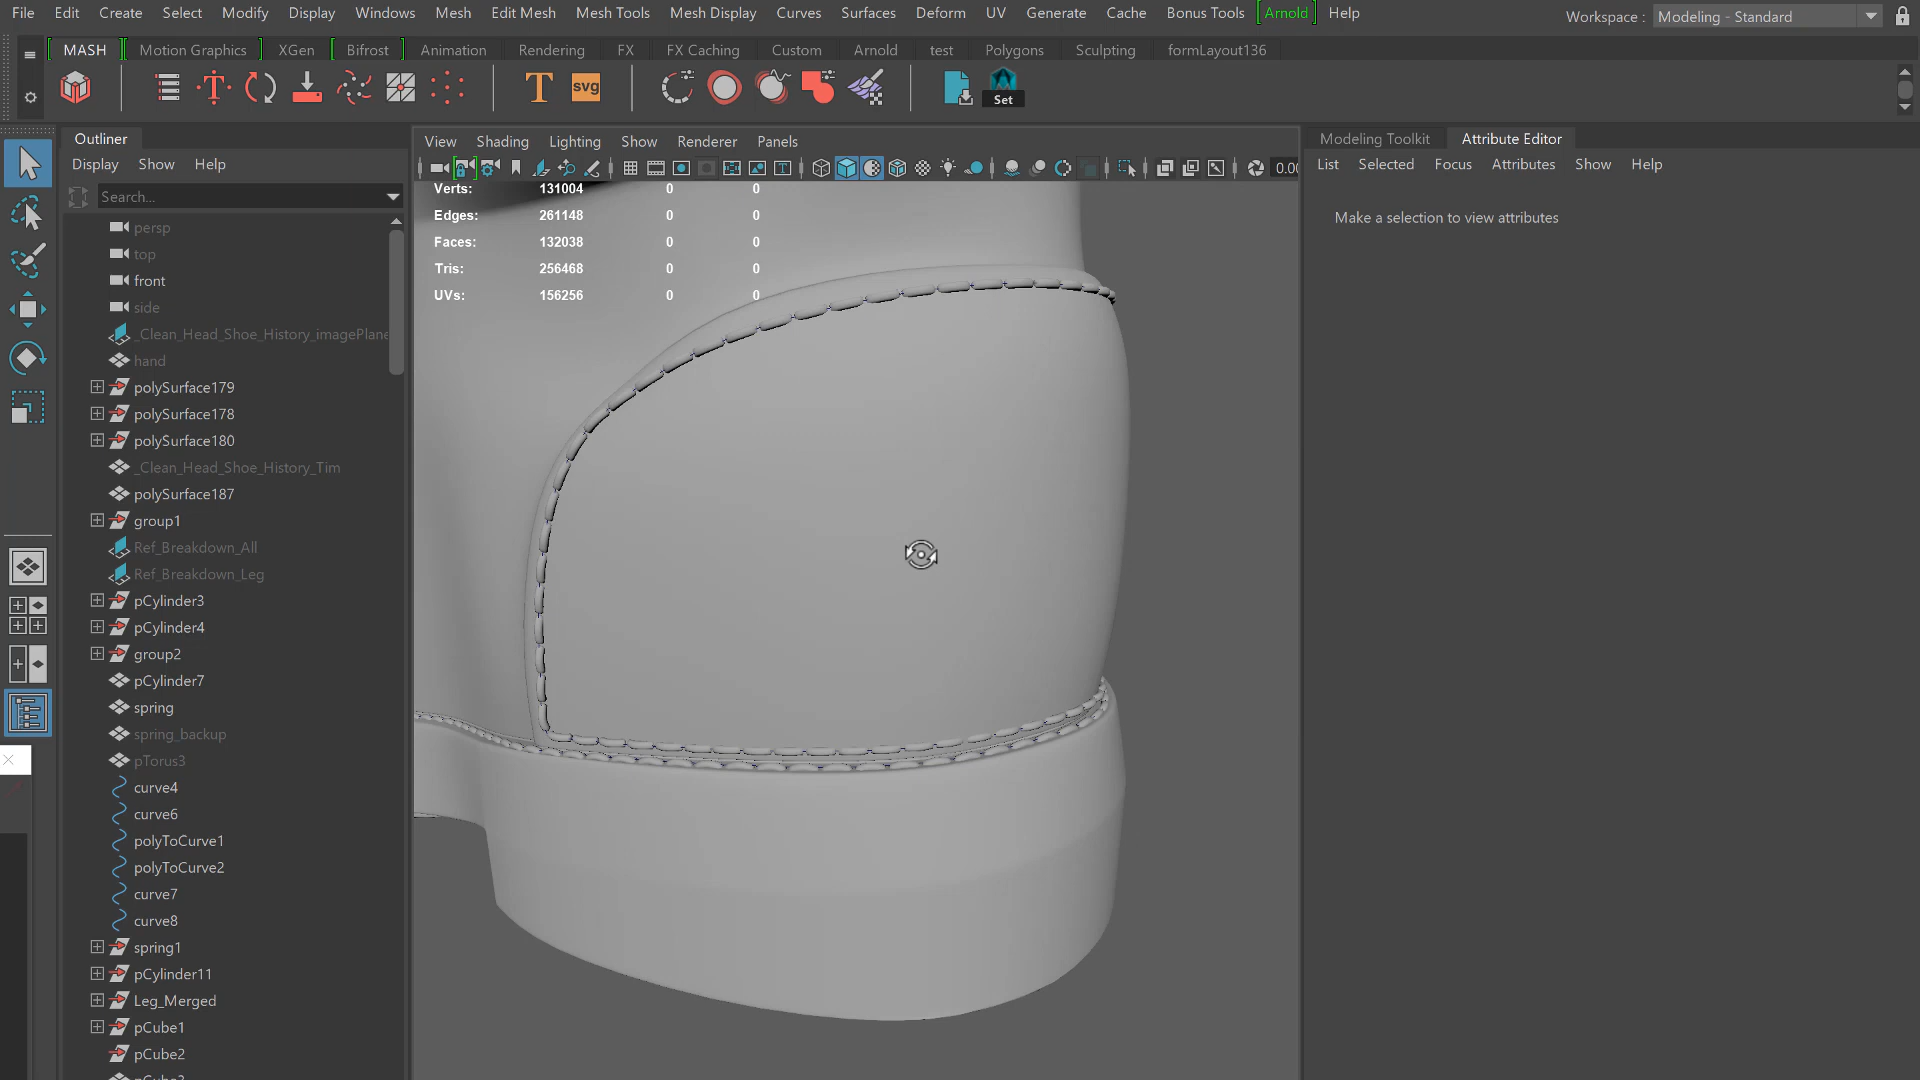 File Edit Create Select Modify Display Windows Mesh Edit Mesh Mesh Tools Mesh Display Curves Surfaces Deform UV Generate Cache Bonus Tools Arnold Help Workspace : Modeling - Standard
MASH Motion Graphics XGen Bifrost Animation Rendering FX FX Caching Custom Arnold test Polygons Sculpting formLayout136
T svg Set
Outliner
Display Show Help
Search...
persp
top
front
side
_Clean_Head_Shoe_History_imagePlane
hand
polySurface179
polySurface178
polySurface180
_Clean_Head_Shoe_History_Tim
polySurface187
group1
Ref_Breakdown_All
Ref_Breakdown_Leg
pCylinder3
pCylinder4
group2
pCylinder7
spring
spring_backup
pTorus3
curve4
curve6
polyToCurve1
polyToCurve2
curve7
curve8
spring1
pCylinder11
Leg_Merged
pCube1
pCube2
View Shading Lighting Show Renderer Panels
0.00
Verts: 131004 0 0
Edges: 261148 0 0
Faces: 132038 0 0
Tris: 256468 0 0
UVs: 156256 0 0
Modeling Toolkit Attribute Editor
List Selected Focus Attributes Show Help
Make a selection to view attributes